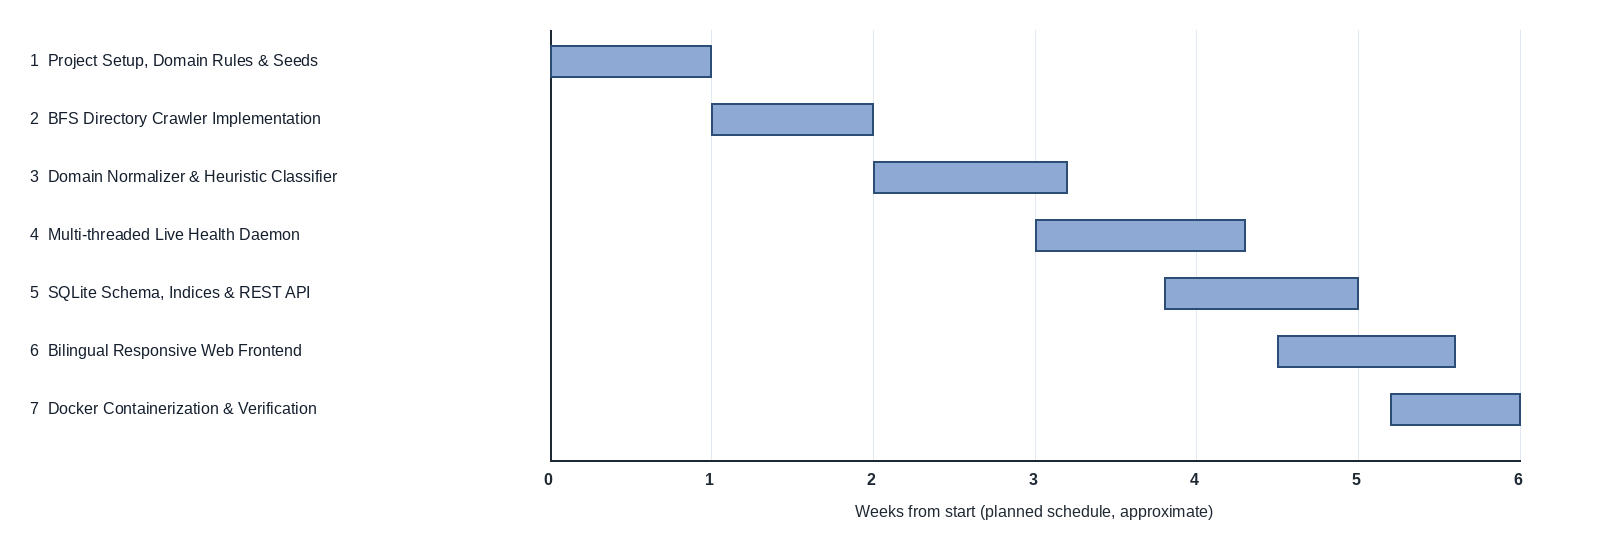 1 Project Setup, Domain Rules & Seeds
2 BFS Directory Crawler Implementation
3 Domain Normalizer & Heuristic Classifier
4 Multi-threaded Live Health Daemon
5 SQLite Schema, Indices & REST API
6 Bilingual Responsive Web Frontend
7 Docker Containerization & Verification
0 1 2 3 4 5 6
Weeks from start (planned schedule, approximate)